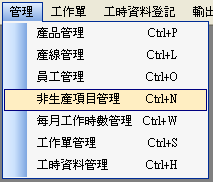 管理 工作單 工時資料登記 輸出
產品管理 Ctrl+P
產線管理 Ctrl+L
員工管理 Ctrl+O
非生產項目管理 Ctrl+N
每月工作時數管理 Ctrl+W
工作單管理 Ctrl+S
工時資料管理 Ctrl+H